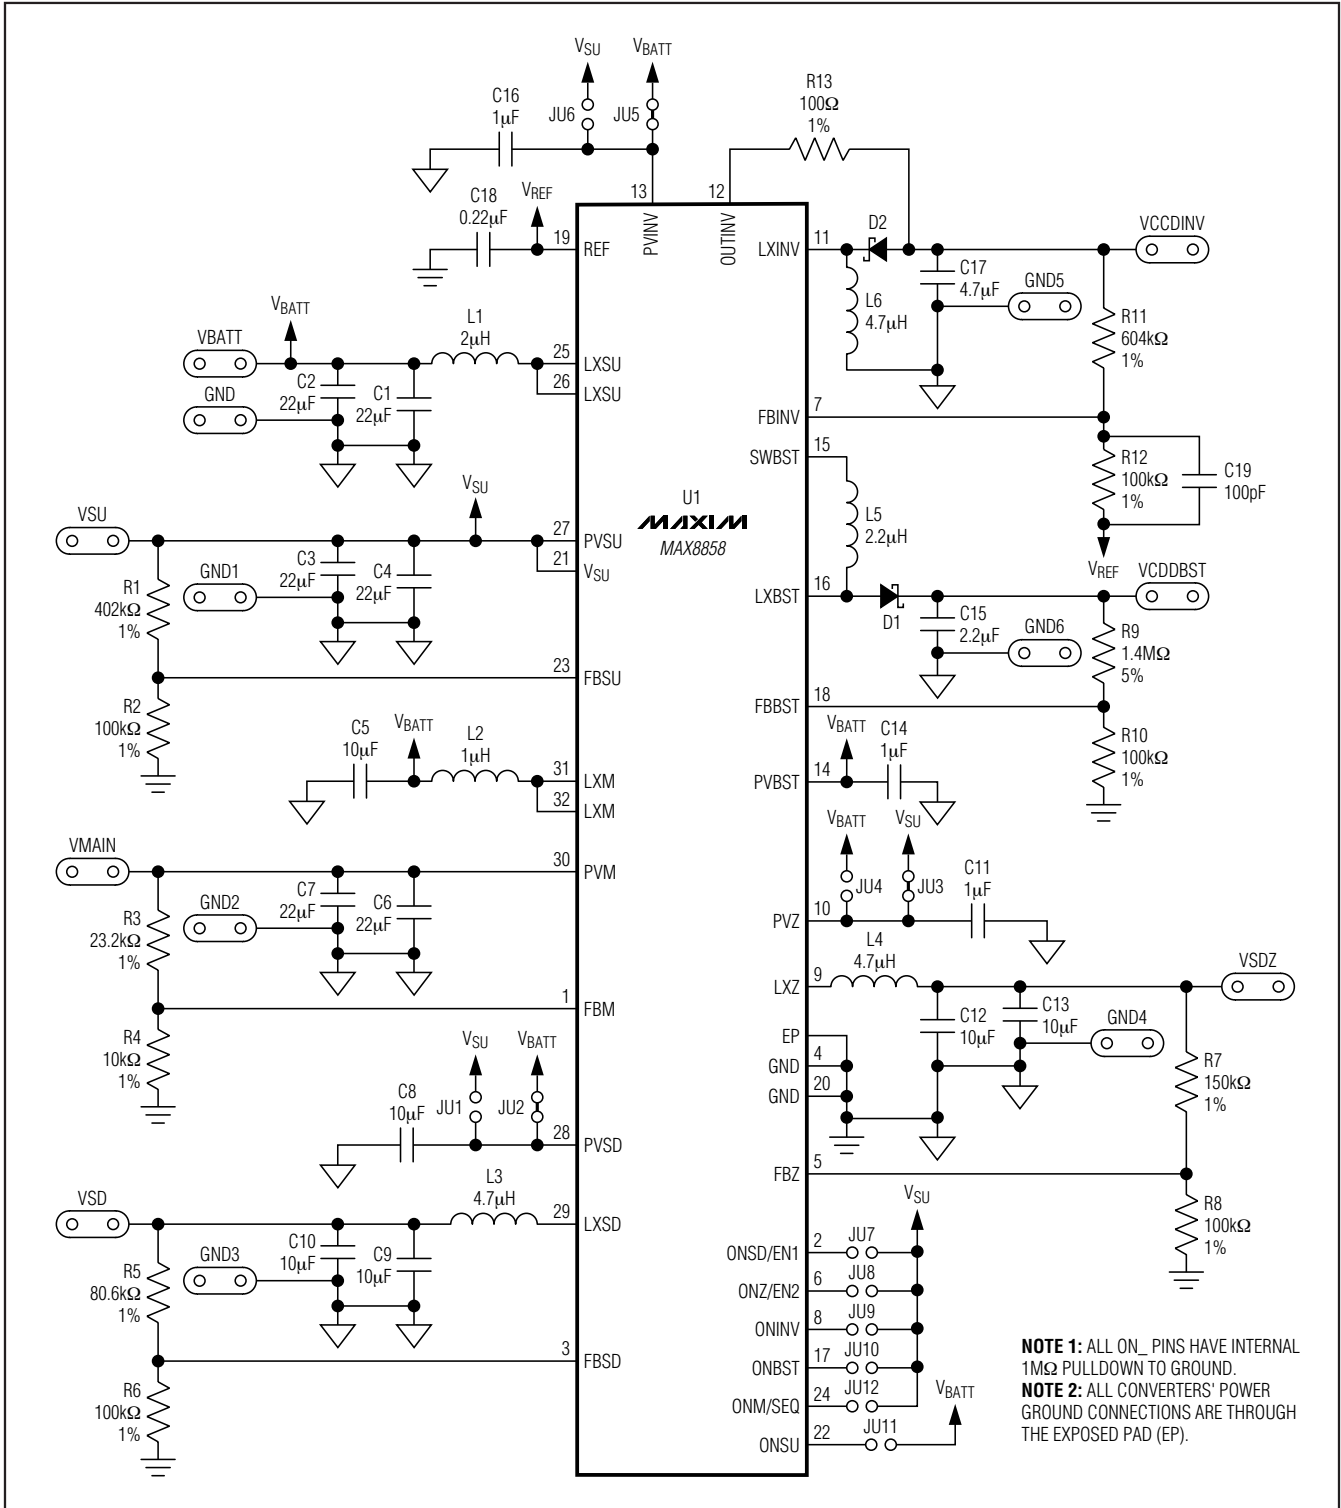 VSU
VBATT
C16
1µF
JU6
JU5
R13
100Ω
1%
C18
0.22µF
VREF
13
12
19
REF
PVINV
OUTINV
LXINV
11
D2
VCCDINV
C17
4.7µF
GND5
L6
4.7µH
R11
604kΩ
1%
VBATT
VBATT
L1
2µH
25
LXSU
26
LXSU
GND
C2
22µF
C1
22µF
FBINV
7
SWBST
15
R12
100kΩ
1%
C19
100pF
VREF
U1
MAXIM
MAX8858
L5
2.2µH
VSU
VSU
27
PVSU
21
VSU
GND1
C3
22µF
C4
22µF
R1
402kΩ
1%
LXBST
16
D1
VCDDBST
C15
2.2µF
GND6
R9
1.4MΩ
5%
23
FBSU
R2
100kΩ
1%
FBBST
18
R10
100kΩ
1%
C5
10µF
VBATT
L2
1µH
31
LXM
32
LXM
VBATT
C14
1µF
PVBST
14
VMAIN
30
PVM
R3
23.2kΩ
1%
GND2
C7
22µF
C6
22µF
VBATT
VSU
JU4
JU3
C11
1µF
PVZ
10
L4
4.7µH
LXZ
9
VSDZ
1
FBM
R4
10kΩ
1%
C12
10µF
C13
10µF
GND4
EP
GND
4
GND
20
R7
150kΩ
1%
VSU
VBATT
C8
10µF
JU1
JU2
28
PVSD
FBZ
5
R8
100kΩ
1%
VSD
L3
4.7µH
29
LXSD
R5
80.6kΩ
1%
GND3
C10
10µF
C9
10µF
VSU
ONSD/EN1
2
JU7
ONZ/EN2
6
JU8
ONINV
8
JU9
ONBST
17
JU10
ONM/SEQ
24
JU12
VBATT
ONSU
22
JU11
3
FBSD
R6
100kΩ
1%
NOTE 1: ALL ON_ PINS HAVE INTERNAL
1MΩ PULLDOWN TO GROUND.
NOTE 2: ALL CONVERTERS' POWER
GROUND CONNECTIONS ARE THROUGH
THE EXPOSED PAD (EP).